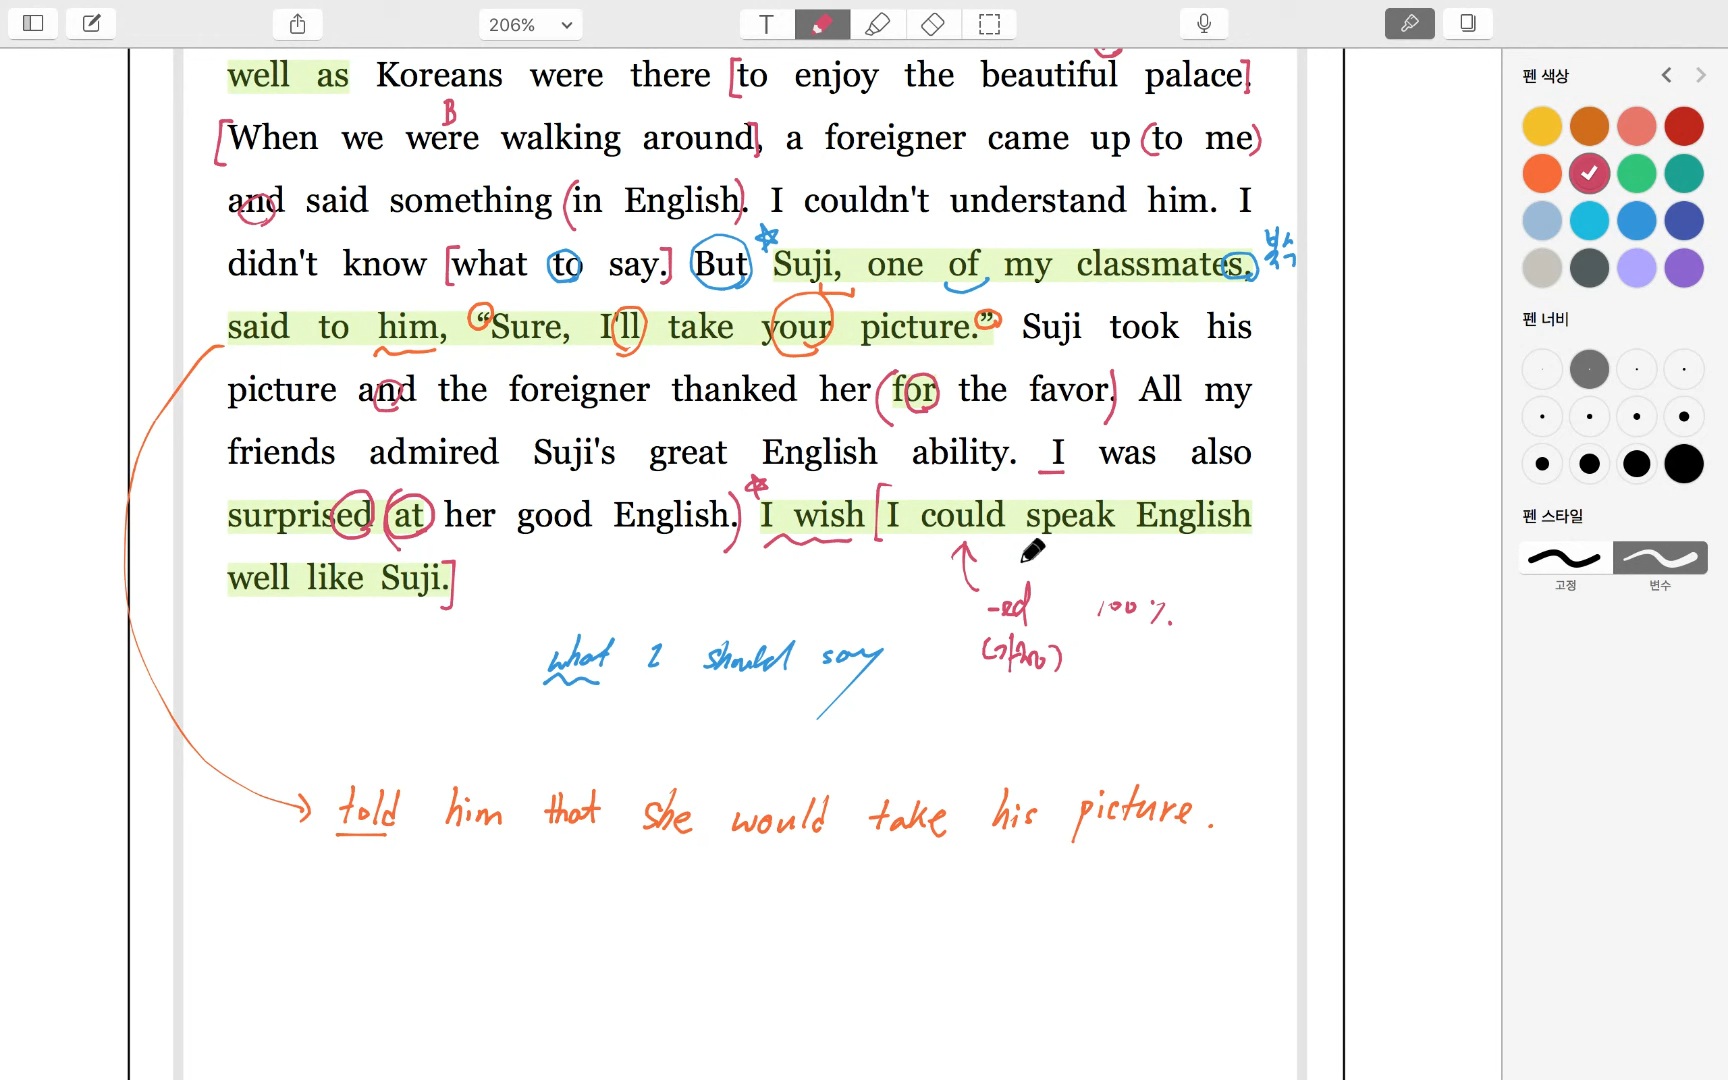 206%
T
well as Koreans were there [to enjoy the beautiful palace].
B
[When we were walking around], a foreigner came up (to me)
and said something (in English). I couldn't understand him. I
didn't know [what to say.] But Suji, one of my classmates, 복수
said to him, “Sure, I'll take your picture.” Suji took his
picture and the foreigner thanked her (for the favor.) All my
friends admired Suji's great English ability. I was also
surprised (at her good English.) I wish [I could speak English
well like Suji.]
-ed 100%.
what I should say
told him that she would take his picture.
펜 색상
펜 너비
펜 스타일
고정 변수